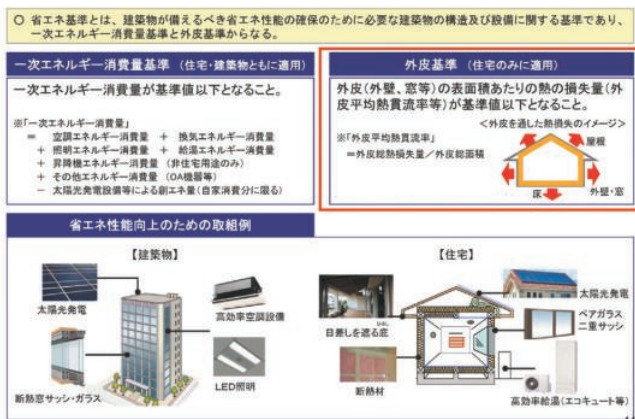 ○ 省エネ基準とは、建築物が備えるべき省エネ性能の確保のために必要な建築物の構造及び設備に関する基準であり、
一次エネルギー消費量基準と外皮基準からなる。
一次エネルギー消費量基準 (住宅・建築物ともに適用)
一次エネルギー消費量が基準値以下となること。
※「一次エネルギー消費量」
= 空調エネルギー消費量 + 換気エネルギー消費量
+ 照明エネルギー消費量 + 給湯エネルギー消費量
+ 昇降機エネルギー消費量 (非住宅用途のみ)
+ その他エネルギー消費量 (OA機器等)
- 太陽光発電設備等による創エネ量(自家消費分に限る)
外皮基準 (住宅のみに適用)
外皮(外壁、窓等)の表面積あたりの熱の損失量(外
皮平均熱貫流率等)が基準値以下となること。
<外皮を通した熱損失のイメージ>
※「外皮平均熱貫流率」
=外皮総熱損失量/外皮総面積
屋根
外壁・窓
床
省エネ性能向上のための取組例
【建築物】
太陽光発電
高効率空調設備
LED照明
断熱窓サッシ・ガラス
【住宅】
太陽光発電
日差しを遮る庇
ひさし
ペアガラス
二重サッシ
断熱材
高効率給湯(エコキュート等)